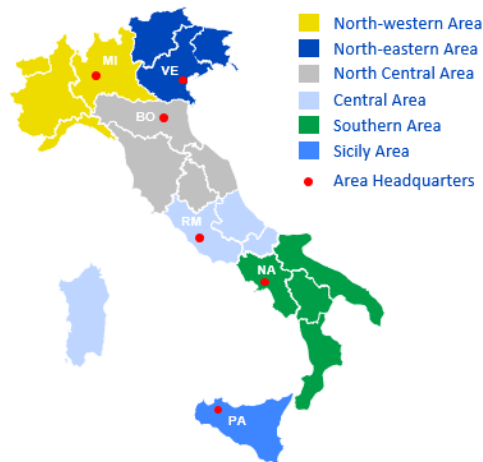 North-western Area
North-eastern Area
North Central Area
Central Area
Southern Area
Sicily Area
Area Headquarters
MI
VE
BO
RM
NA
PA